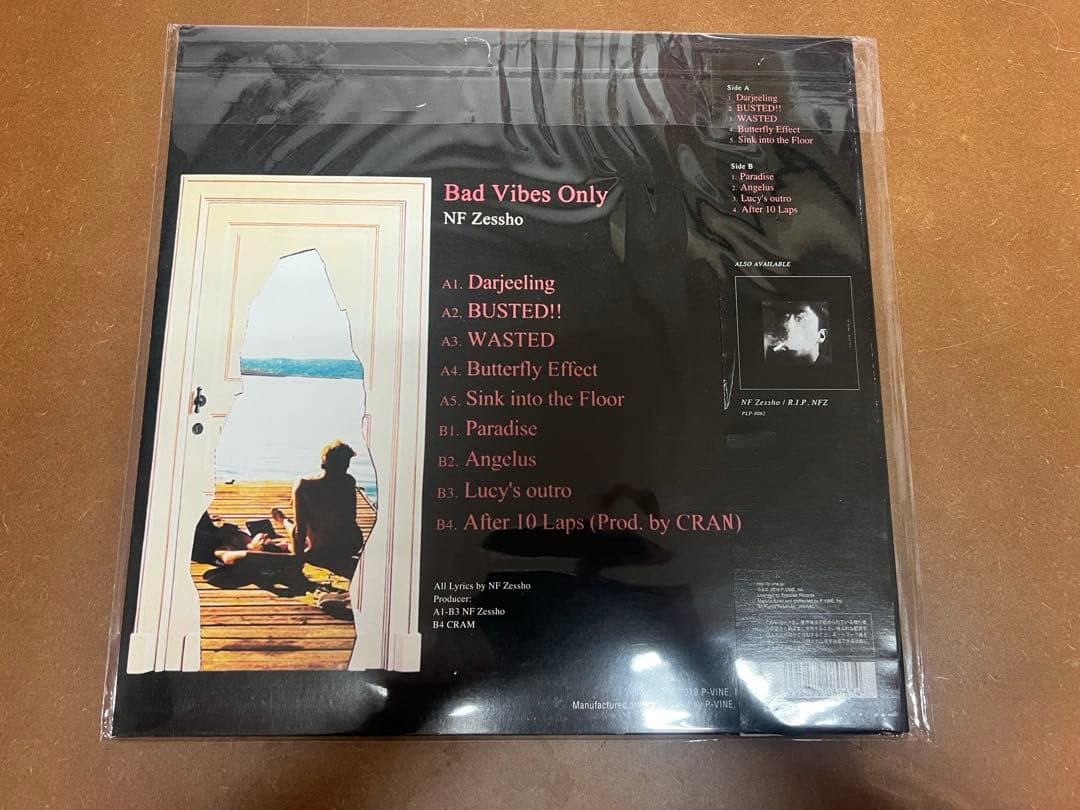 Bad Vibes Only
NF Zessho
A1. Darjeeling
A2. BUSTED!!
A3. WASTED
A4. Butterfly Effect
A5. Sink into the Floor
B1. Paradise
B2. Angelus
B3. Lucy's outro
B4. After 10 Laps (Prod. by CRAN)
All Lyrics by NF Zessho
Producer:
A1-B3 NF Zessho
B4 CRAM
2019 P-VINE,
Manufactured by P-VINE,
Side A
1. Darjeeling
2. BUSTED!!
3. WASTED
4. Butterfly Effect
5. Sink into the Floor
Side B
1. Paradise
2. Angelus
3. Lucy's outro
4. After 10 Laps
ALSO AVAILABLE
NF Zessho / R.I.P. NFZ